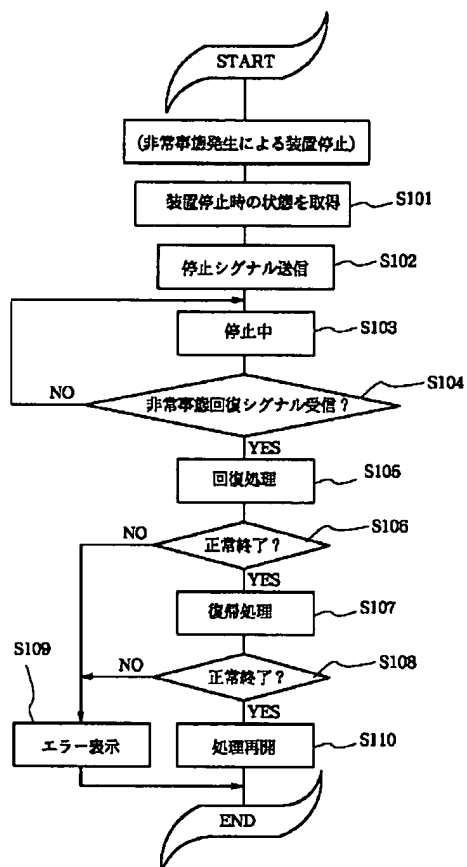 START
(非常事態発生による装置停止)
装置停止時の状態を取得
S101
停止シグナル送信
S102
停止中
S103
非常事態回復シグナル受信?
S104
NO
YES
回復処理
S105
正常終了?
S106
NO
YES
復帰処理
S107
正常終了?
S108
NO
YES
S109
エラー表示
処理再開
S110
END